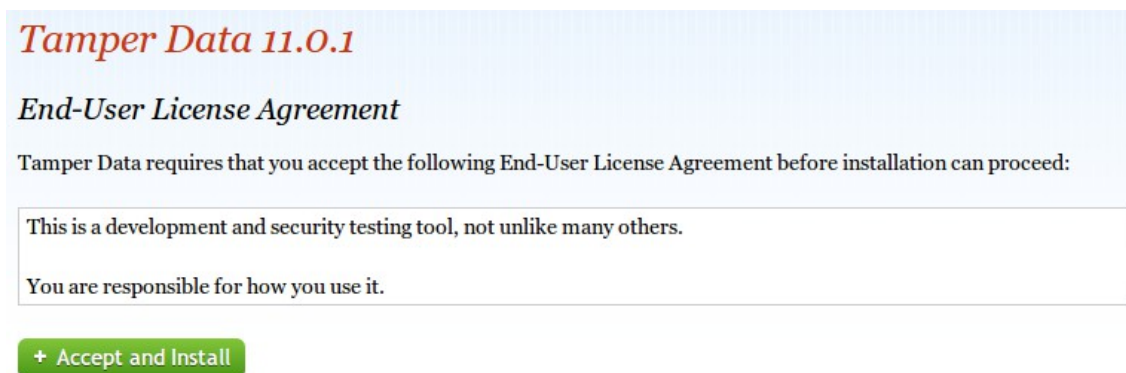 Tamper Data 11.0.1
End-User License Agreement
Tamper Data requires that you accept the following End-User License Agreement before installation can proceed:
This is a development and security testing tool, not unlike many others.
You are responsible for how you use it.
+ Accept and Install